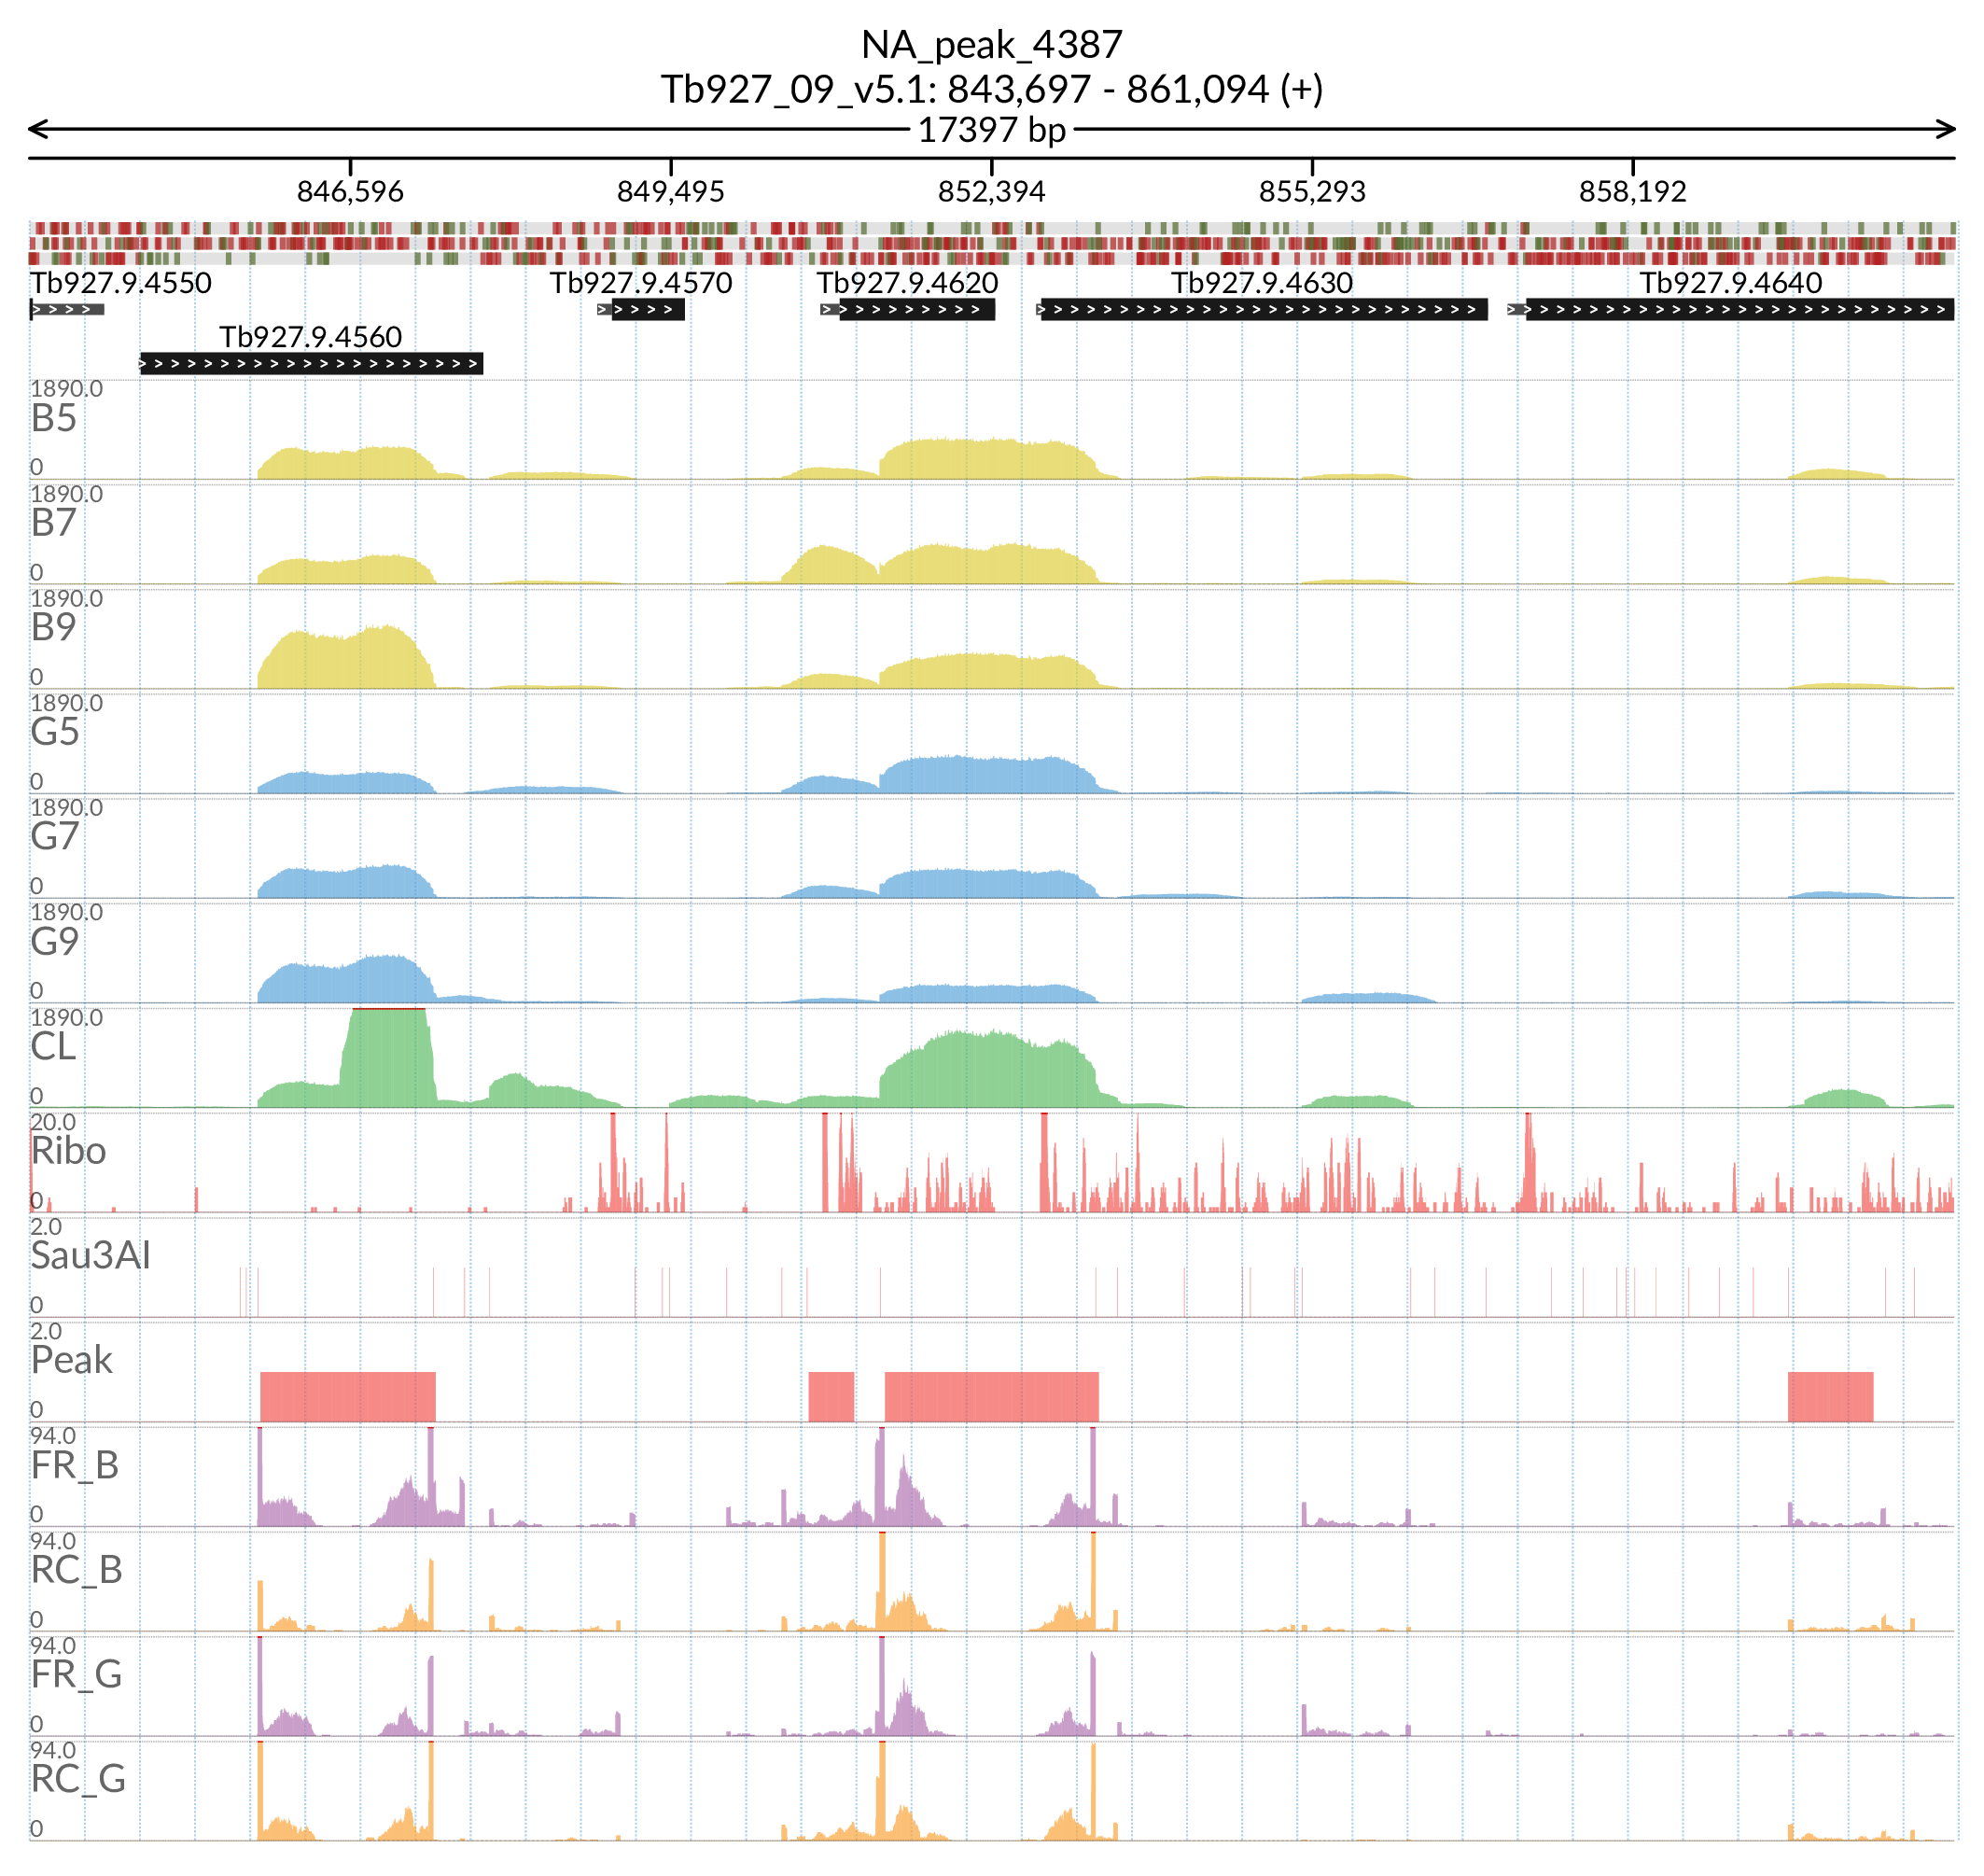 NA_peak_4387
Tb927_09_v5.1: 843,697 - 861,094 (+)
17397 bp
846,596 849,495 852,394 855,293 858,192
Tb927.9.4550 Tb927.9.4570 Tb927.9.4620 Tb927.9.4630 Tb927.9.4640
Tb927.9.4560
1890.0
B5
0
1890.0
B7
0
1890.0
B9
0
1890.0
G5
0
1890.0
G7
0
1890.0
G9
0
1890.0
CL
0
20.0
Ribo
0
2.0
Sau3AI
0
2.0
Peak
0
94.0
FR_B
0
94.0
RC_B
0
94.0
FR_G
0
94.0
RC_G
0